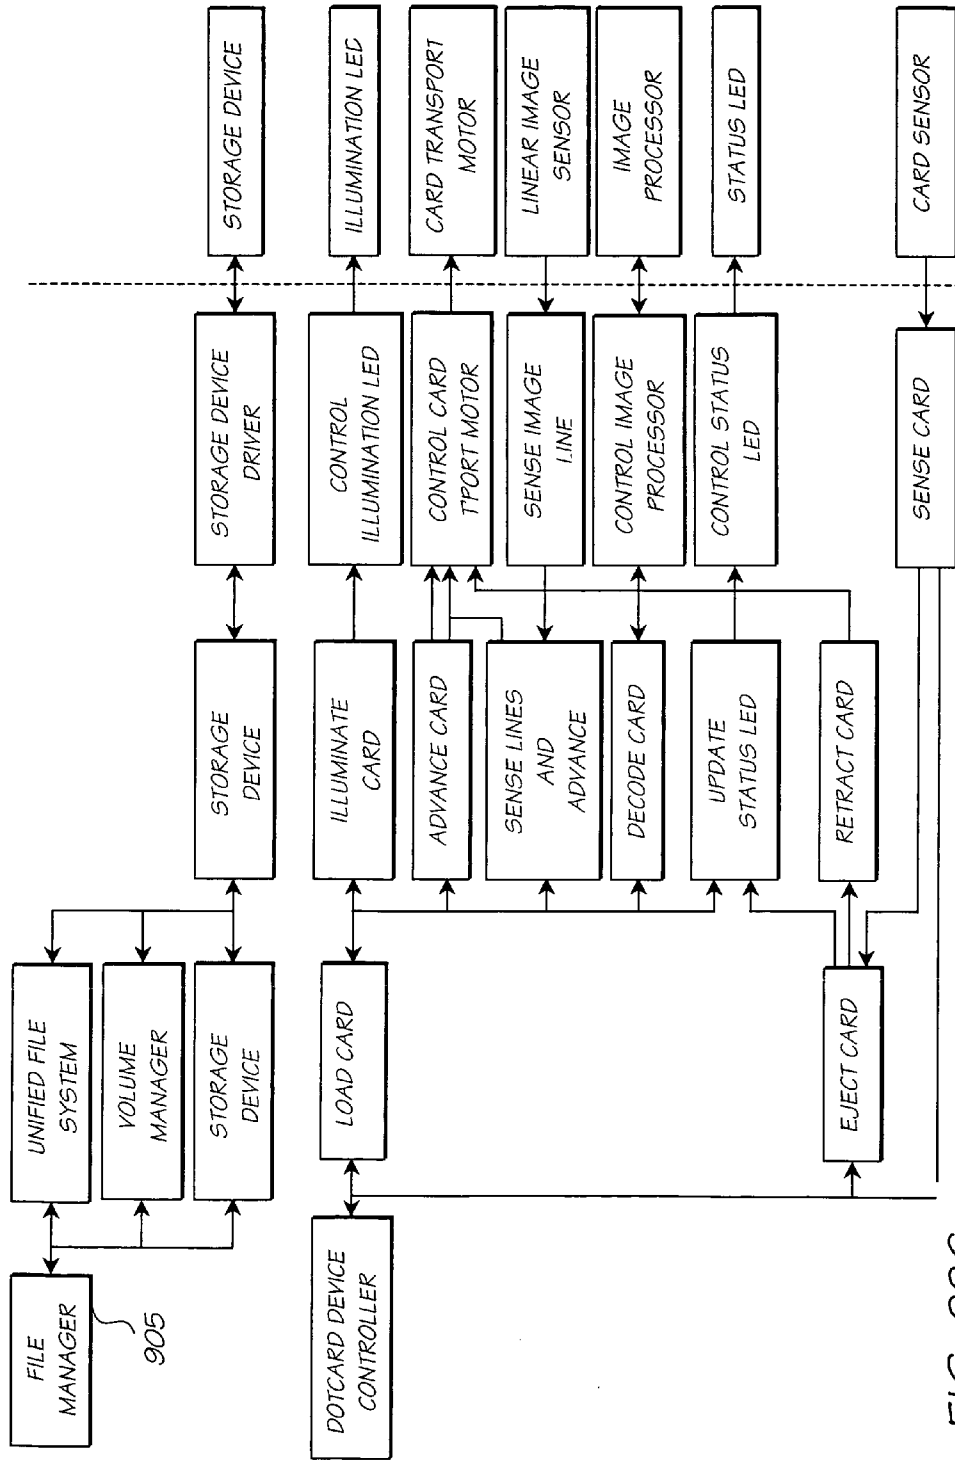 FILE
MANAGER
905
UNIFIED FILE
SYSTEM
VOLUME
MANAGER
STORAGE
DEVICE
STORAGE
DEVICE
STORAGE DEVICE
DRIVER
STORAGE DEVICE
DOTCARD DEVICE
CONTROLLER
LOAD CARD
ILLUMINATE
CARD
CONTROL
ILLUMINATION LED
ILLUMINATION LED
ADVANCE CARD
CONTROL CARD
T'PORT MOTOR
CARD TRANSPORT
MOTOR
SENSE LINES
AND
ADVANCE
SENSE IMAGE
LINE
LINEAR IMAGE
SENSOR
DECODE CARD
CONTROL IMAGE
PROCESSOR
IMAGE
PROCESSOR
UPDATE
STATUS LED
CONTROL STATUS
LED
STATUS LED
EJECT CARD
RETRACT CARD
SENSE CARD
CARD SENSOR
FIG.